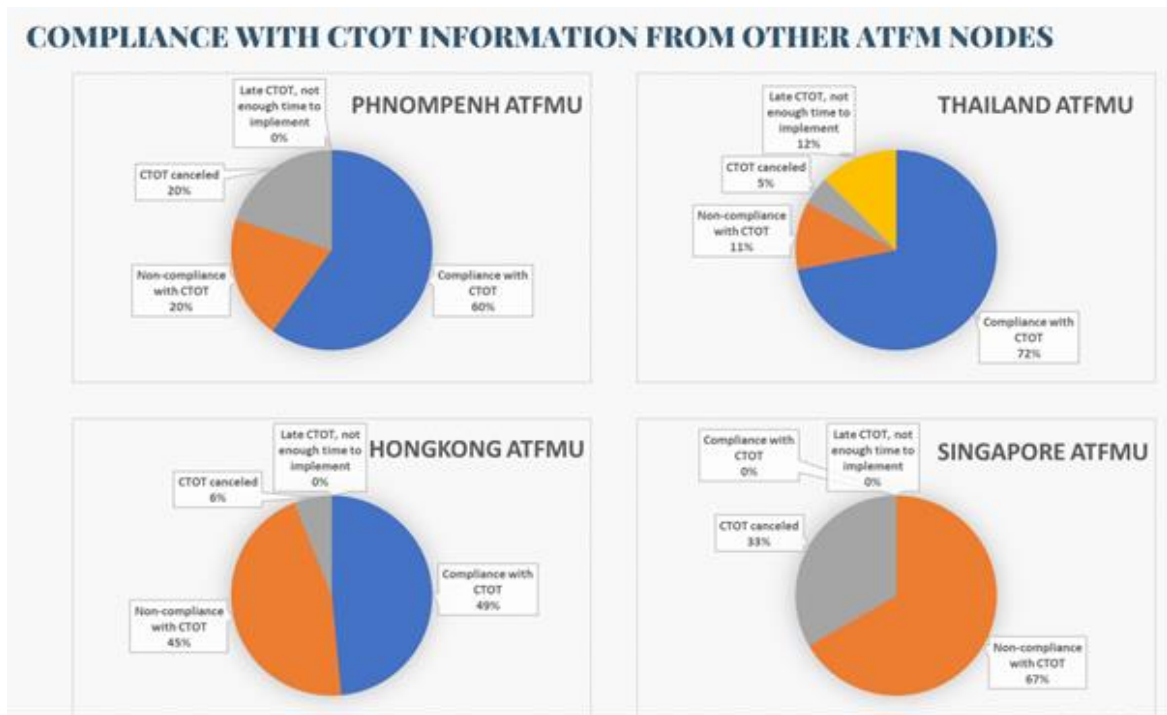 COMPLIANCE WITH CTOT INFORMATION FROM OTHER ATFM NODES
PHNOMPENH ATFMU
Late CTOT, not
enough time to
implement
0%
CTOT canceled
20%
Non-compliance
with CTOT
20%
Compliance with
CTOT
60%
THAILAND ATFMU
Late CTOT, not
enough time to
implement
12%
CTOT canceled
5%
Non-compliance
with CTOT
11%
Compliance with
CTOT
72%
HONGKONG ATFMU
Late CTOT, not
enough time to
implement
0%
CTOT canceled
6%
Non-compliance
with CTOT
45%
Compliance with
CTOT
49%
SINGAPORE ATFMU
Compliance with
CTOT
0%
Late CTOT, not
enough time to
implement
0%
CTOT canceled
33%
Non-compliance
with CTOT
67%